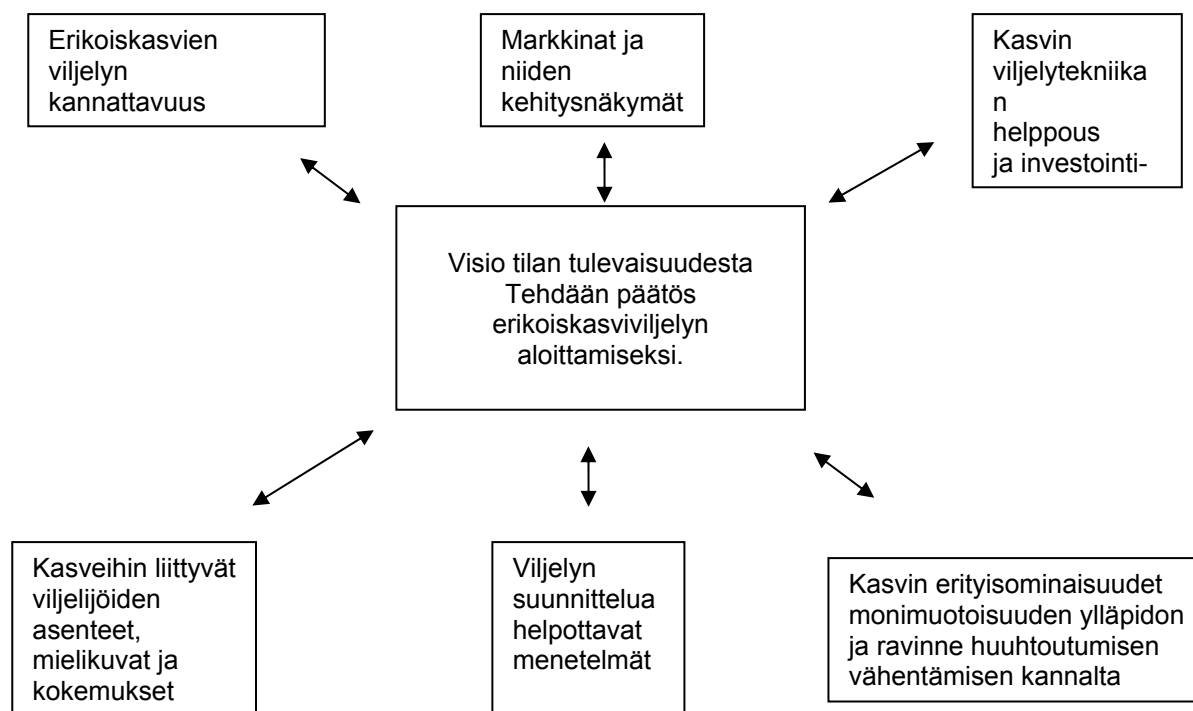 Erikoiskasvien
viljelyn
kannattavuus
Markkinat ja
niiden
kehitysnäkymät
Kasvin
viljelytekniika
n
helppous
ja investointi-
Visio tilan tulevaisuudesta
Tehdään päätös
erikoiskasviviljelyn
aloittamiseksi.
Kasveihin liittyvät
viljelijöiden
asenteet,
mielikuvat ja
kokemukset
Viljelyn
suunnittelua
helpottavat
menetelmät
Kasvin erityisominaisuudet
monimuotoisuuden ylläpidon
ja ravinne huuhtoutumisen
vähentämisen kannalta